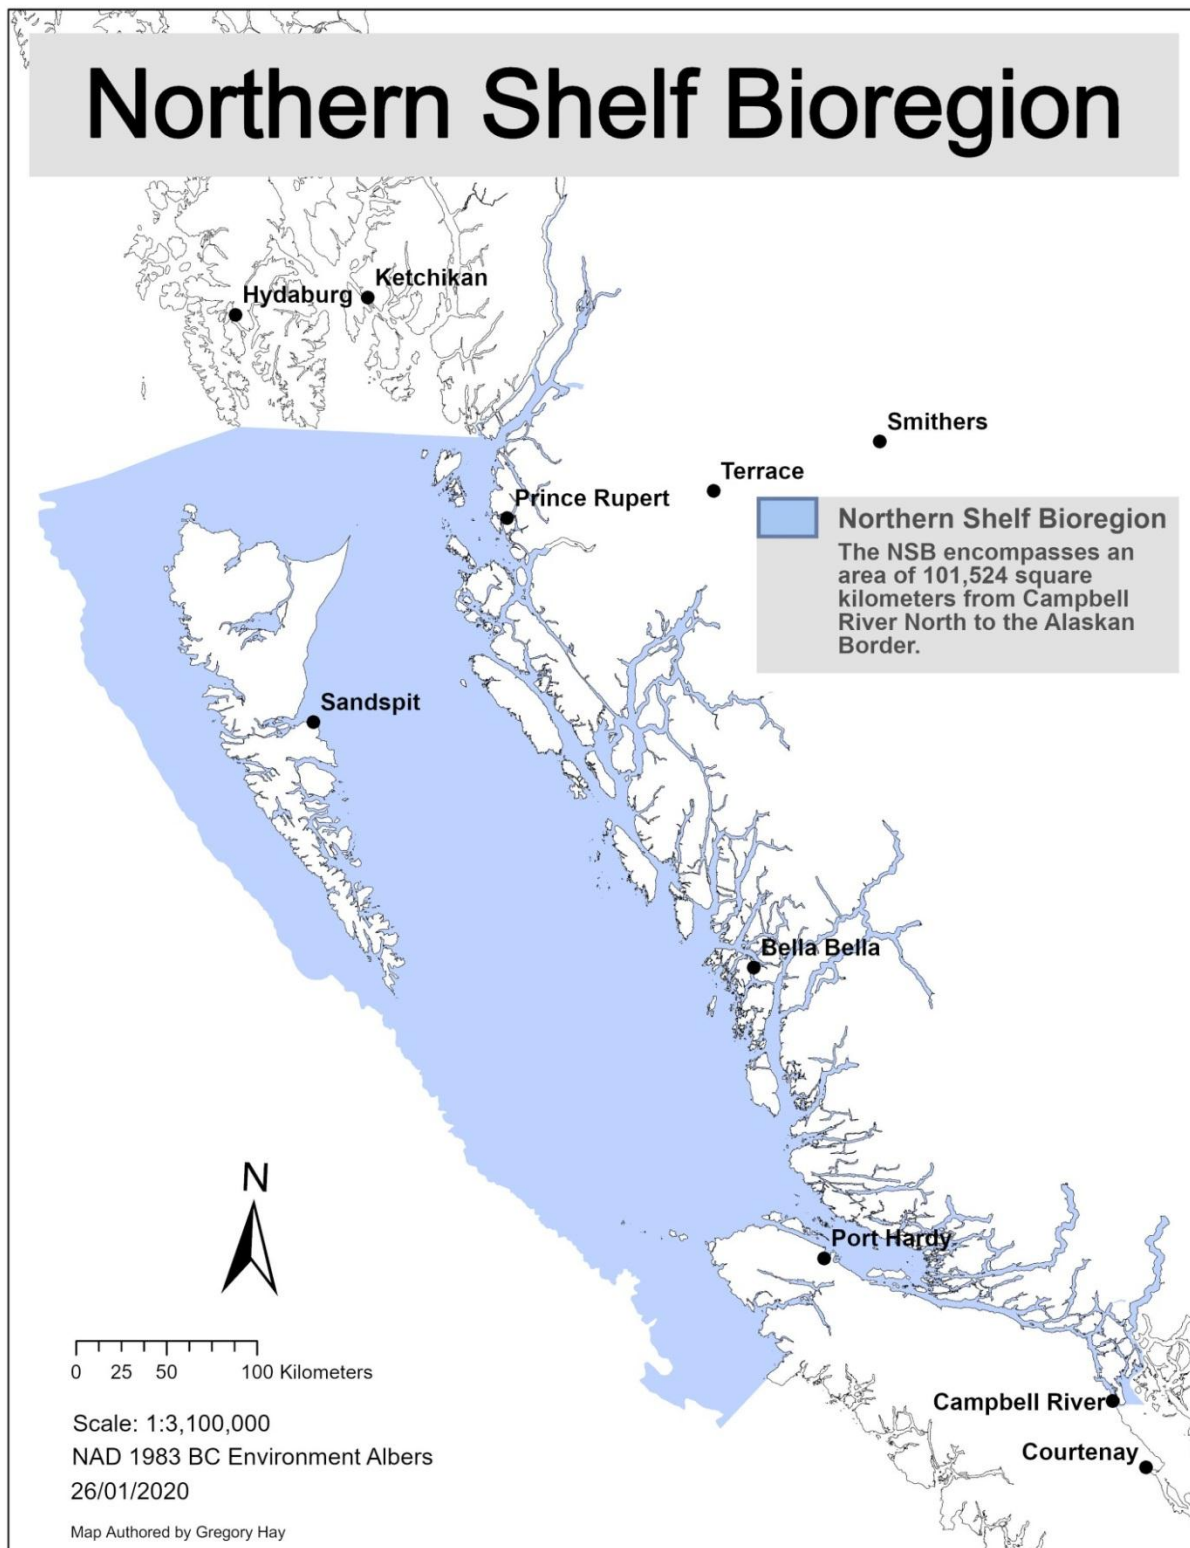 Northern Shelf Bioregion
Ketchikan
Hydaburg
Smithers
Terrace
Prince Rupert
Northern Shelf Bioregion
The NSB encompasses an
area of 101,524 square
kilometers from Campbell
River North to the Alaskan
Border.
Sandspit
Bella Bella
N
Port Hardy
0 25 50 100 Kilometers
Campbell River
Scale: 1:3,100,000
Courtenay
NAD 1983 BC Environment Albers
26/01/2020
Map Authored by Gregory Hay